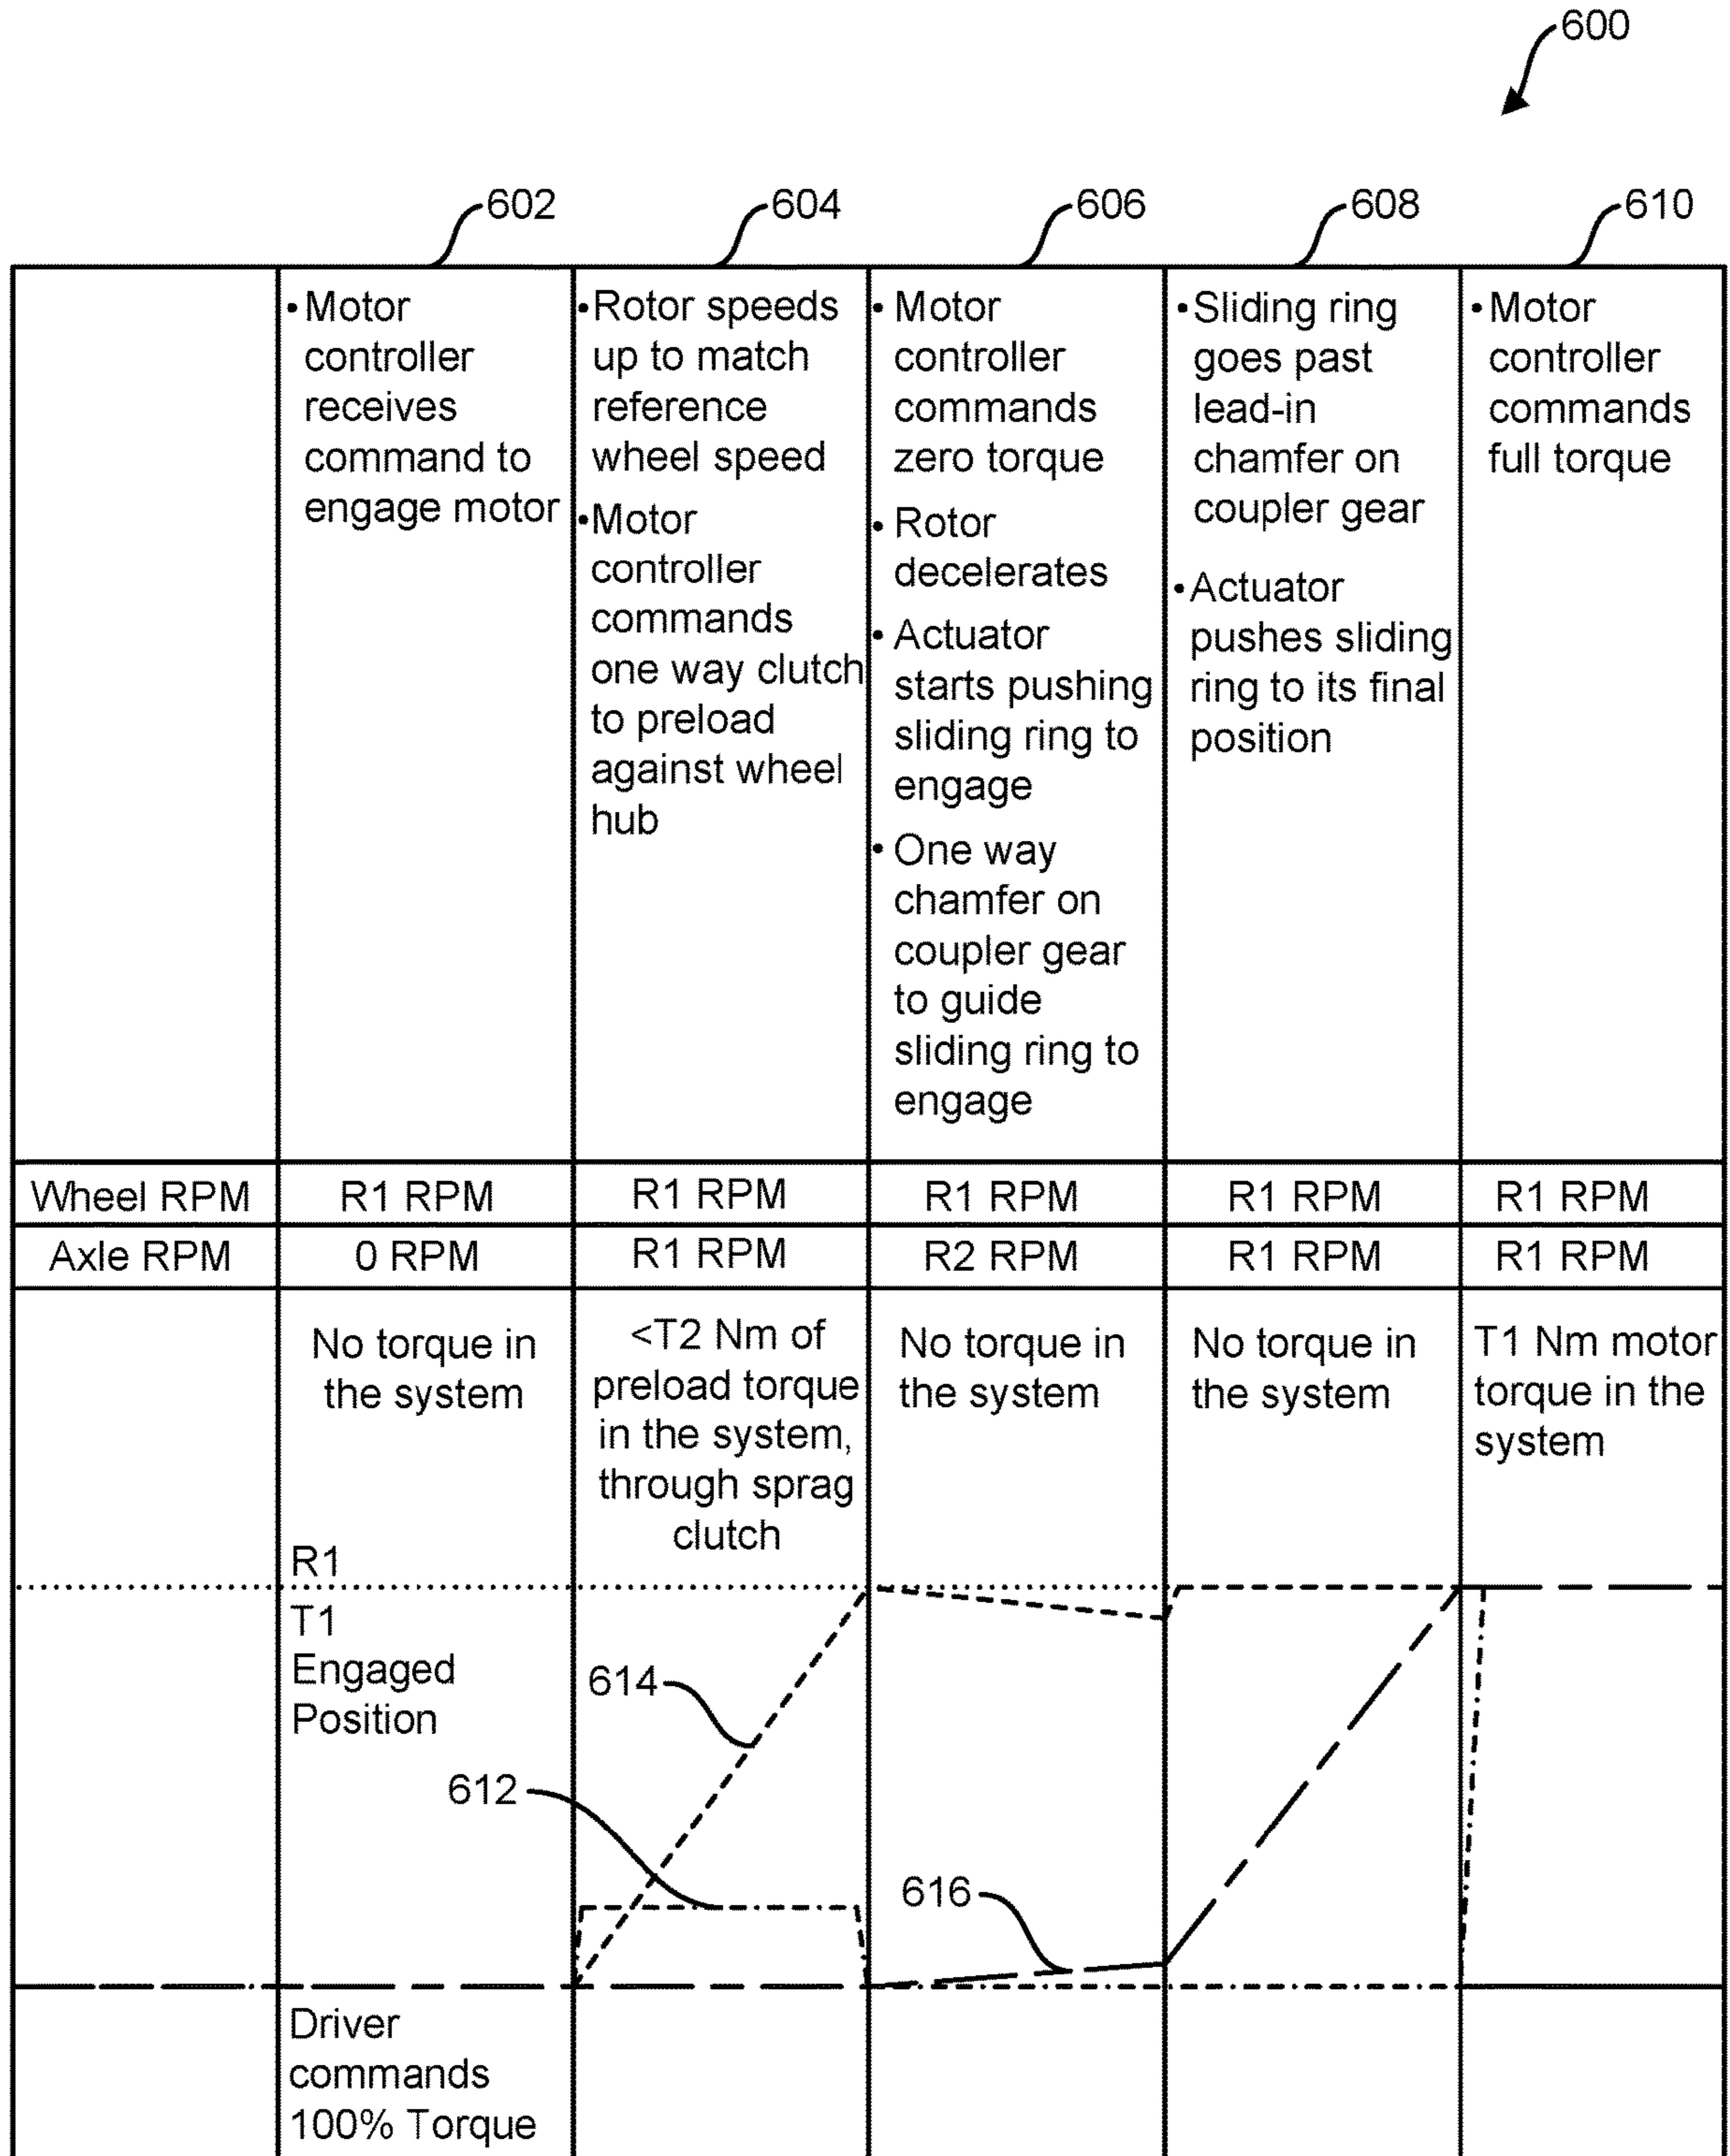 600
602
604
606
608
610
• Motor
controller
receives
command to
engage motor
• Rotor speeds
up to match
reference
wheel speed
• Motor
controller
commands
one way clutch
to preload
against wheel
hub
• Motor
controller
commands
zero torque
• Rotor
decelerates
• Actuator
starts pushing
sliding ring to
engage
• One way
chamfer on
coupler gear
to guide
sliding ring to
engage
• Sliding ring
goes past
lead-in
chamfer on
coupler gear
• Actuator
pushes sliding
ring to its final
position
• Motor
controller
commands
full torque
Wheel RPM
R1 RPM
R1 RPM
R1 RPM
R1 RPM
R1 RPM
Axle RPM
0 RPM
R1 RPM
R2 RPM
R1 RPM
R1 RPM
No torque in
the system
<T2 Nm of
preload torque
in the system,
through sprag
clutch
No torque in
the system
No torque in
the system
T1 Nm motor
torque in the
system
R1
T1
Engaged
Position
614
612
616
Driver
commands
100% Torque